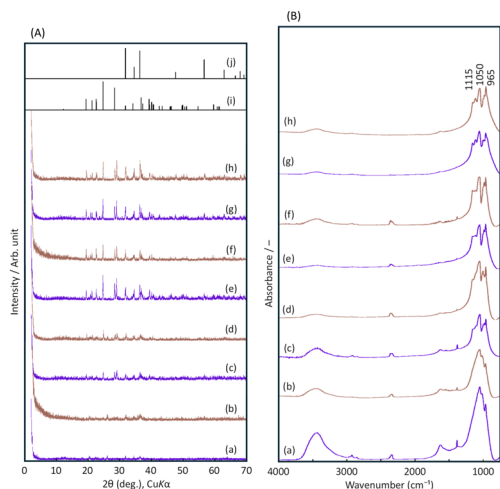 (A)
(j)
(i)
(h)
(g)
(f)
(e)
(d)
(c)
(b)
(a)
Intensity / Arb. unit
0 10 20 30 40 50 60 70
2θ (deg.), CuKα
(B)
1115 1050 965
(h)
(g)
(f)
(e)
(d)
(c)
(b)
(a)
Absorbance / –
4000 3000 2000 1000
Wavenumber (cm⁻¹)